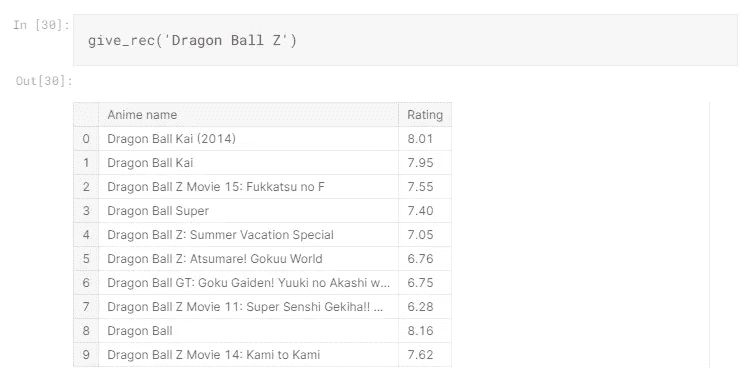 In [30]:
give_rec('Dragon Ball Z')
Out[30]:
Anime name Rating
0 Dragon Ball Kai (2014) 8.01
1 Dragon Ball Kai 7.95
2 Dragon Ball Z Movie 15: Fukkatsu no F 7.55
3 Dragon Ball Super 7.40
4 Dragon Ball Z: Summer Vacation Special 7.05
5 Dragon Ball Z: Atsumare! Gokuu World 6.76
6 Dragon Ball GT: Goku Gaiden! Yuuki no Akashi w... 6.75
7 Dragon Ball Z Movie 11: Super Senshi Gekiha!! ... 6.28
8 Dragon Ball 8.16
9 Dragon Ball Z Movie 14: Kami to Kami 7.62